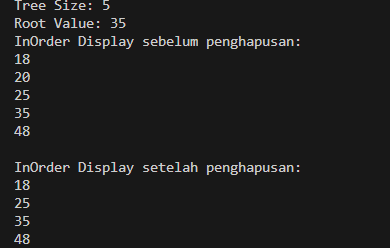 Tree Size: 5
Root Value: 35
InOrder Display sebelum penghapusan:
18
20
25
35
48
InOrder Display setelah penghapusan:
18
25
35
48